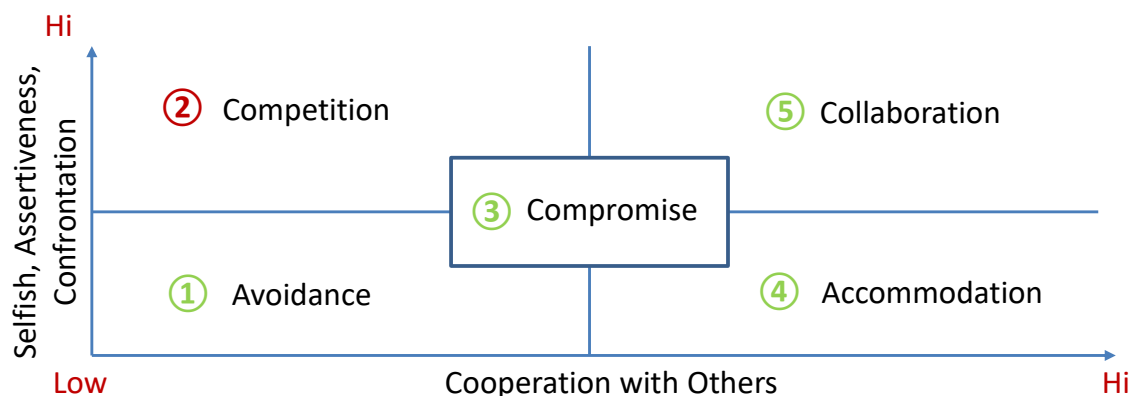 Hi
Selfish, Assertiveness,
Confrontation
② Competition
⑤ Collaboration
③ Compromise
① Avoidance
④ Accommodation
Low
Cooperation with Others
Hi